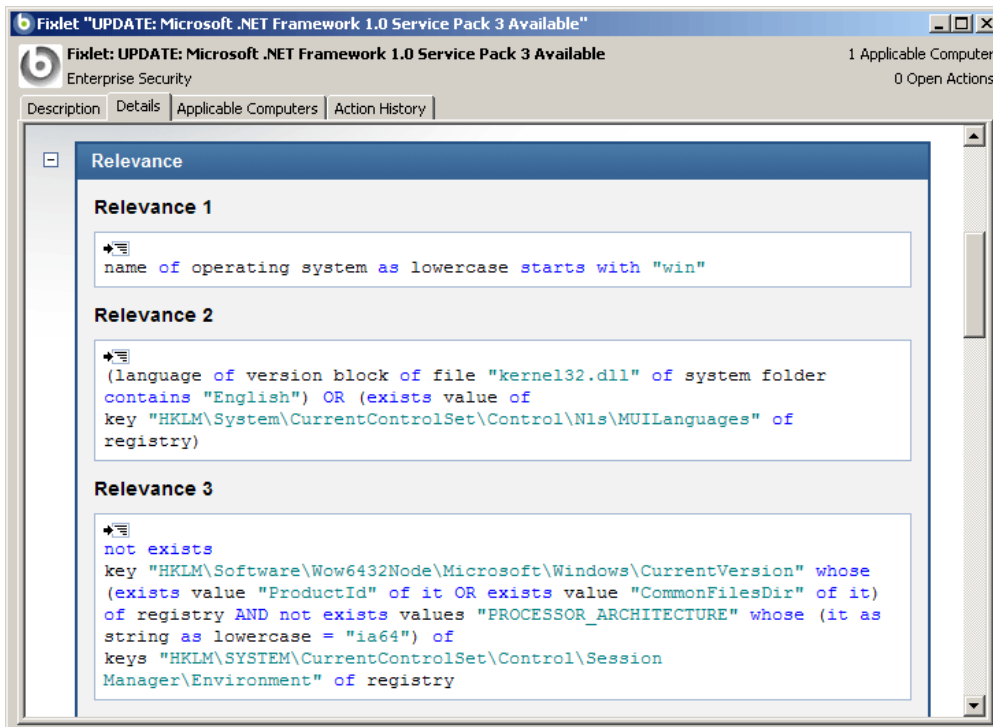 Fixlet "UPDATE: Microsoft .NET Framework 1.0 Service Pack 3 Available"
Fixlet: UPDATE: Microsoft .NET Framework 1.0 Service Pack 3 Available
1 Applicable Computer
Enterprise Security
0 Open Actions
Description Details Applicable Computers Action History
Relevance
Relevance 1
name of operating system as lowercase starts with "win"
Relevance 2
(language of version block of file "kernel32.dll" of system folder
contains "English") OR (exists value of
key "HKLM\System\CurrentControlSet\Control\Nls\MUILanguages" of
registry)
Relevance 3
not exists
key "HKLM\Software\Wow6432Node\Microsoft\Windows\CurrentVersion" whose
(exists value "ProductId" of it OR exists value "CommonFilesDir" of it)
of registry AND not exists values "PROCESSOR_ARCHITECTURE" whose (it as
string as lowercase = "ia64") of
keys "HKLM\SYSTEM\CurrentControlSet\Control\Session
Manager\Environment" of registry